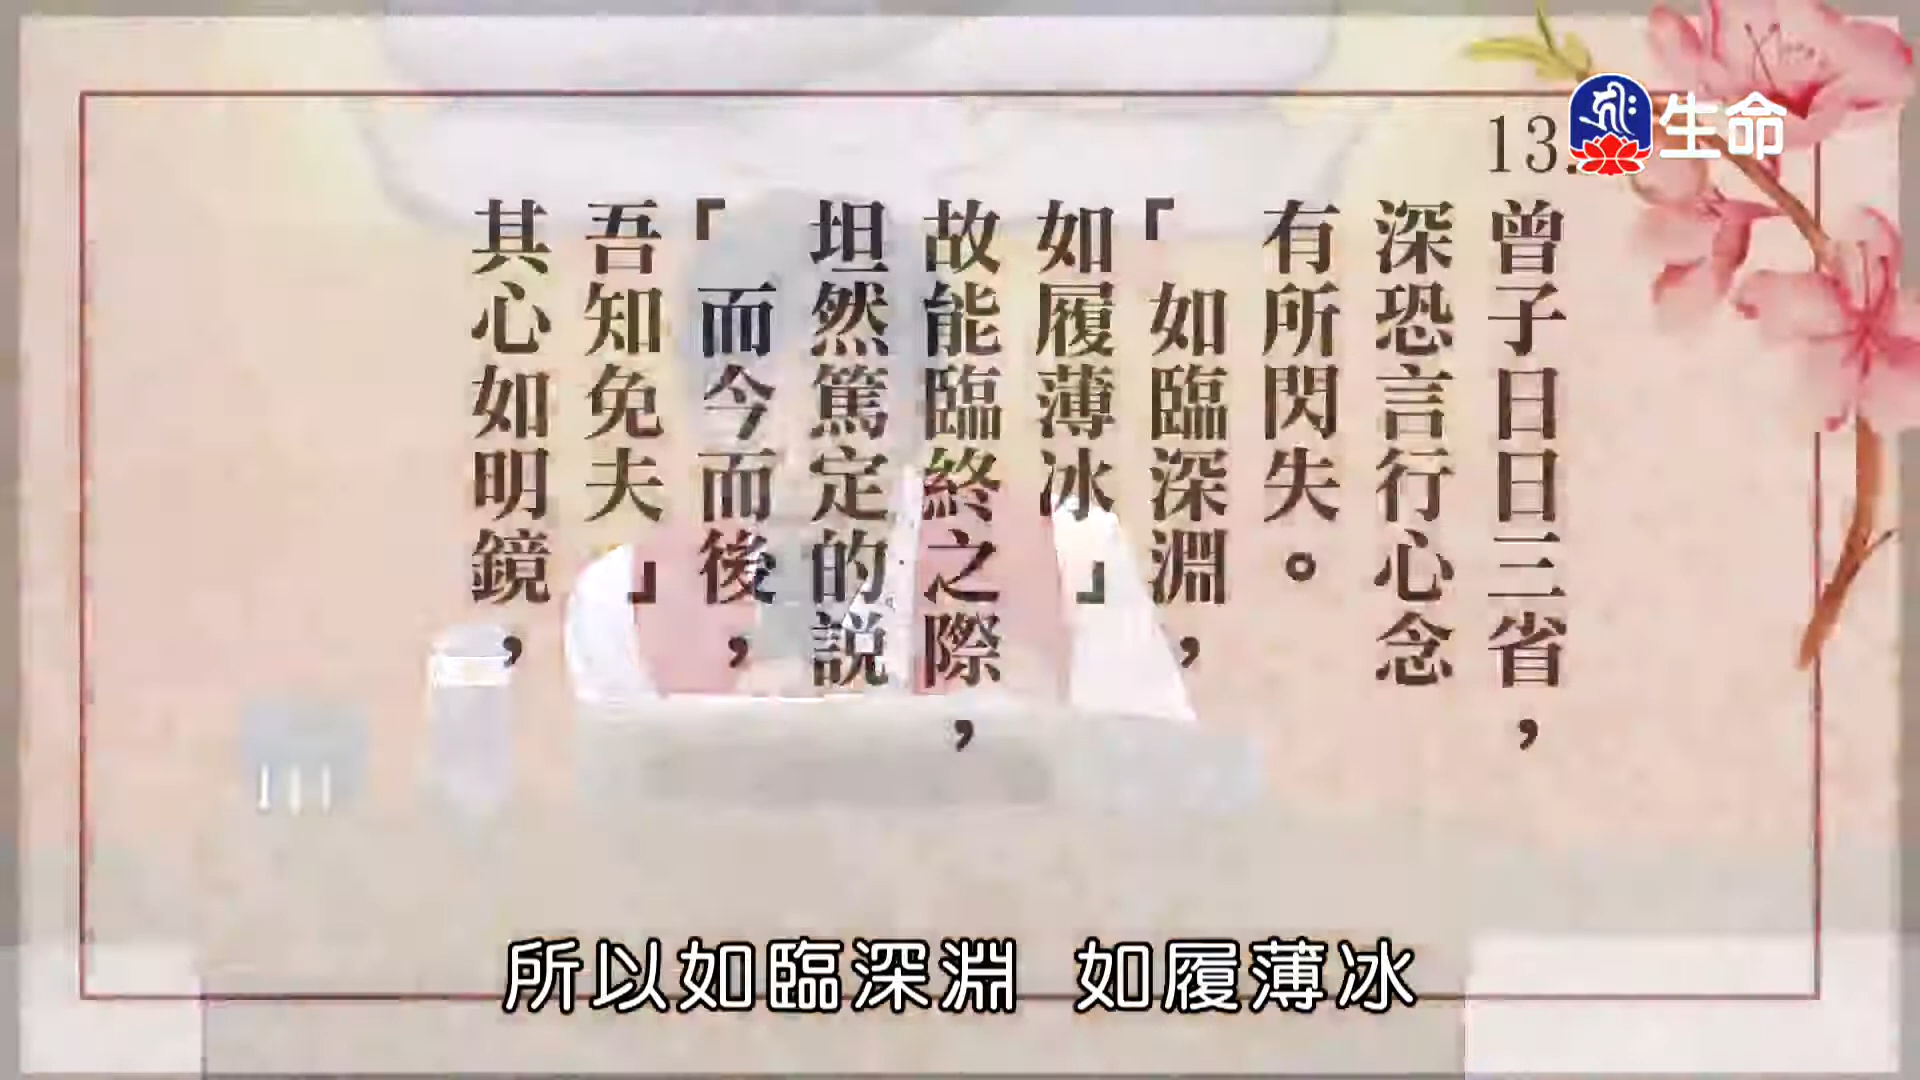 13.
生命
曾子日日三省，
深恐言行心念
有所閃失。
「如臨深淵，
如履薄冰」
故能臨終之際，
坦然篤定的説
「而今而後，
吾知免夫」
其心如明鏡，
所以如臨深淵 如履薄冰